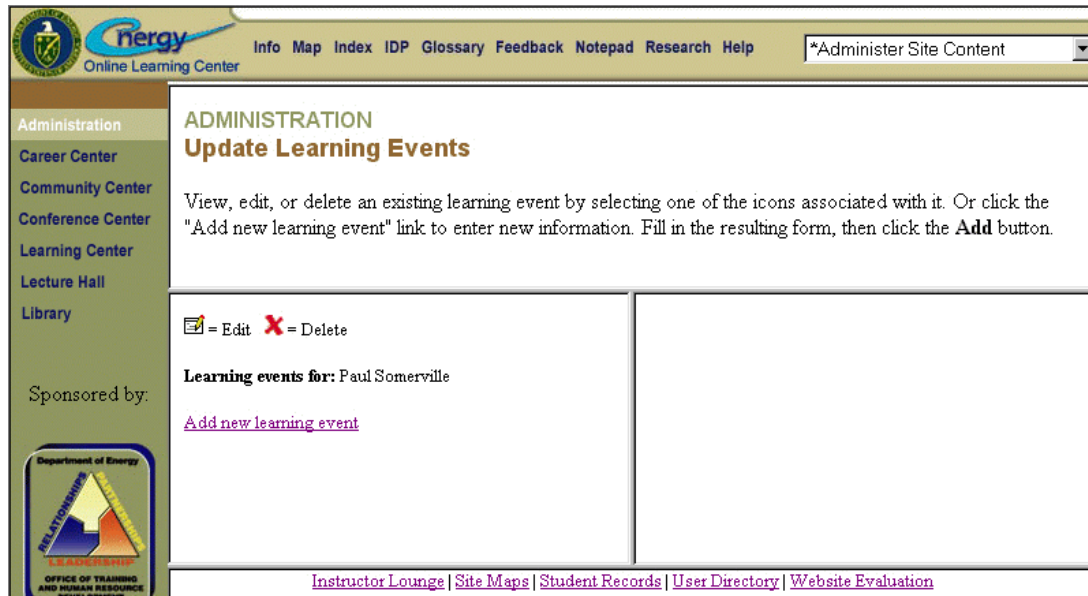 energy
Online Learning Center
Info Map Index IDP Glossary Feedback Notepad Research Help
*Administer Site Content
Administration
Career Center
Community Center
Conference Center
Learning Center
Lecture Hall
Library
Sponsored by:
Department of Energy
RELATIONSHIPS
PARTNERSHIPS
LEADERSHIP
OFFICE OF TRAINING
AND HUMAN RESOURCE
DEVELOPMENT
ADMINISTRATION
Update Learning Events
View, edit, or delete an existing learning event by selecting one of the icons associated with it. Or click the
"Add new learning event" link to enter new information. Fill in the resulting form, then click the Add button.
= Edit = Delete
Learning events for: Paul Somerville
Add new learning event
Instructor Lounge | Site Maps | Student Records | User Directory | Website Evaluation